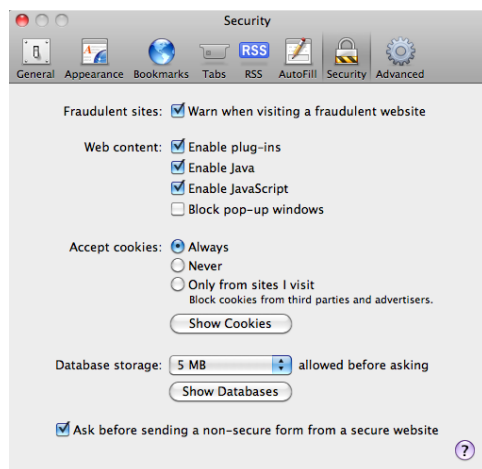 Security
General Appearance Bookmarks Tabs RSS RSS AutoFill Security Advanced
Fraudulent sites: Warn when visiting a fraudulent website
Web content: Enable plug-ins
Enable Java
Enable JavaScript
Block pop-up windows
Accept cookies: Always
Never
Only from sites I visit
Block cookies from third parties and advertisers.
Show Cookies
Database storage: 5 MB allowed before asking
Show Databases
Ask before sending a non-secure form from a secure website
?